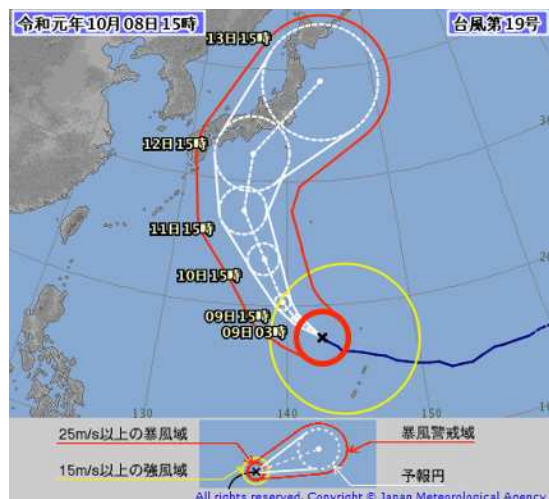 令和元年10月08日15時
台風第19号
13日15時
12日15時
11日15時
10日15時
09日15時
09日03時
130
140
150
25m/s以上の暴風域
暴風警戒域
15m/s以上の強風域
予報円
All rights reserved. Copyright © Japan Meteorological Agency